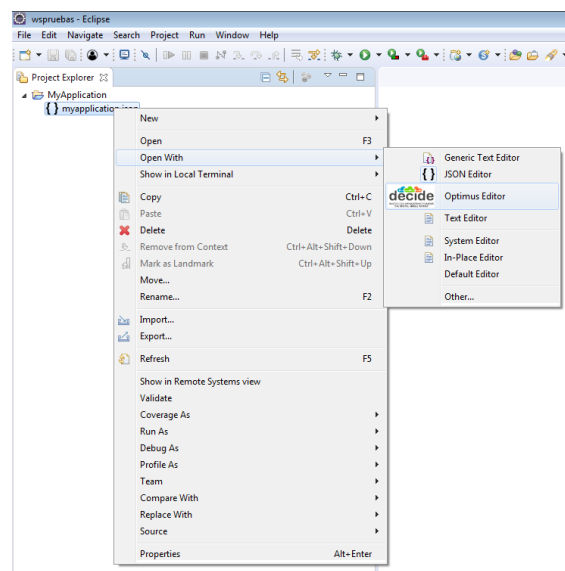 wspruebas - Eclipse
File Edit Navigate Search Project Run Window Help
Project Explorer
MyApplication
{ } myapplication.json
New
Open F3
Open With
Show in Local Terminal
Copy Ctrl+C
Paste Ctrl+V
Delete Delete
Remove from Context Ctrl+Alt+Shift+Down
Mark as Landmark Ctrl+Alt+Shift+Up
Move...
Rename... F2
Import...
Export...
Refresh F5
Show in Remote Systems view
Validate
Coverage As
Run As
Debug As
Profile As
Team
Compare With
Replace With
Source
Properties Alt+Enter
Generic Text Editor
{ } JSON Editor
decide Optimus Editor
Text Editor
System Editor
In-Place Editor
Default Editor
Other...